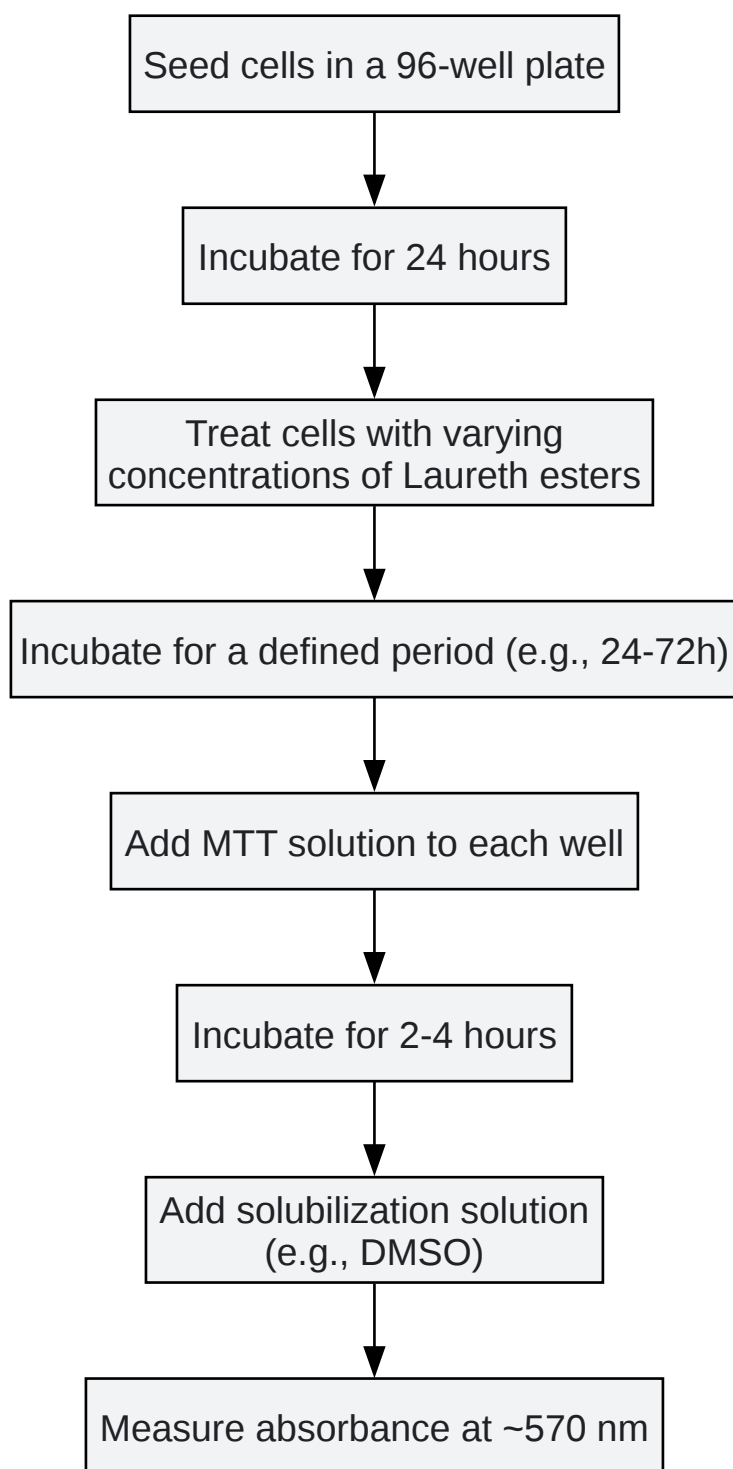 Seed cells in a 96-well plate
Incubate for 24 hours
Treat cells with varying
concentrations of Laureth esters
Incubate for a defined period (e.g., 24-72h)
Add MTT solution to each well
Incubate for 2-4 hours
Add solubilization solution
(e.g., DMSO)
Measure absorbance at ~570 nm